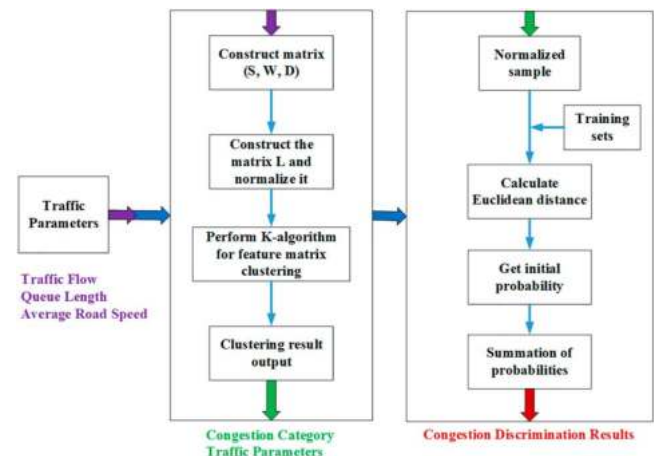 Traffic
Parameters
Traffic Flow
Queue Length
Average Road Speed
Construct matrix
(S, W, D)
Construct the
matrix L and
normalize it
Perform K-algorithm
for feature matrix
clustering
Clustering result
output
Congestion Category
Traffic Parameters
Normalized
sample
Training
sets
Calculate
Euclidean distance
Get initial
probability
Summation of
probabilities
Congestion Discrimination Results